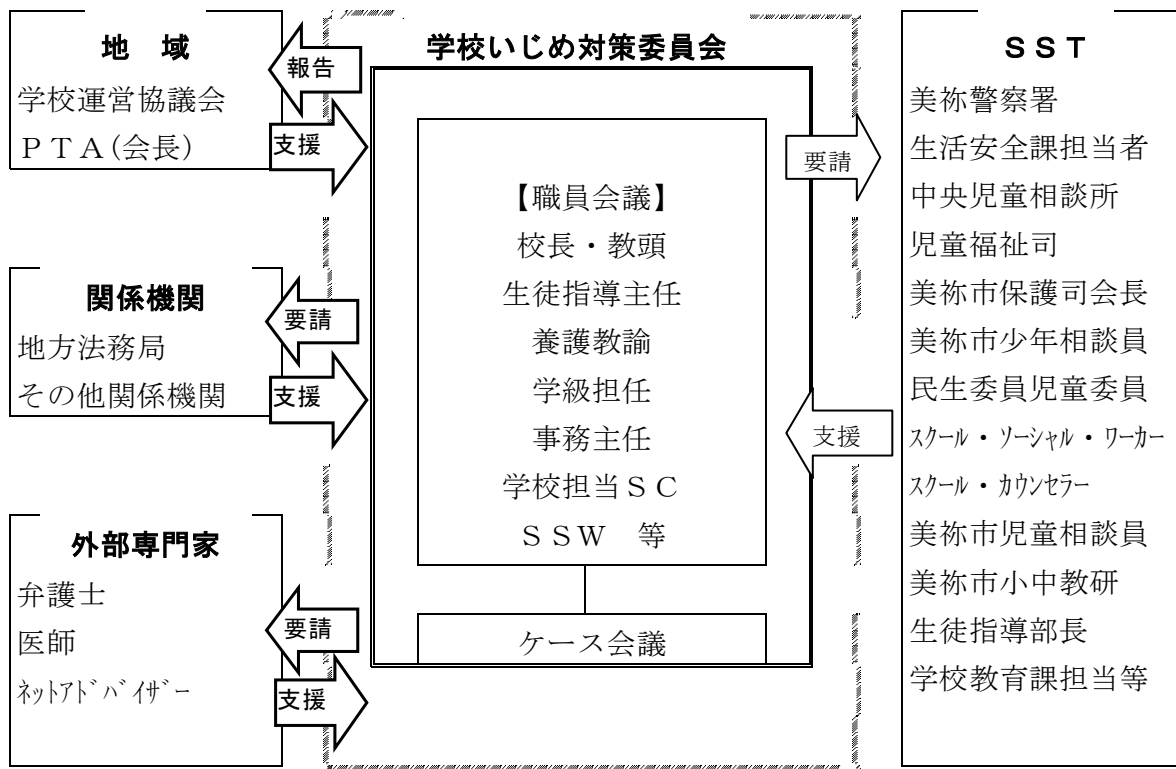 地　域
学校運営協議会
ＰＴＡ(会長)
報告
支援
関係機関
地方法務局
その他関係機関
要請
支援
外部専門家
弁護士
医師
ﾈｯﾄｱﾄﾞﾊﾞｲｻﾞｰ
要請
支援
学校いじめ対策委員会
【職員会議】
校長・教頭
生徒指導主任
養護教諭
学級担任
事務主任
学校担当ＳＣ
ＳＳＷ　等
ケース会議
要請
支援
ＳＳＴ
美祢警察署
生活安全課担当者
中央児童相談所
児童福祉司
美祢市保護司会長
美祢市少年相談員
民生委員児童委員
ｽｸｰﾙ・ｿｰｼｬﾙ・ﾜｰｶｰ
ｽｸｰﾙ・ｶｳﾝｾﾗｰ
美祢市児童相談員
美祢市小中教研
生徒指導部長
学校教育課担当等